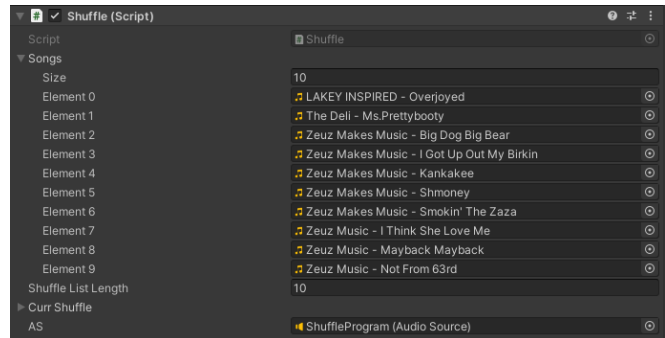 Shuffle (Script)
Script Shuffle
Songs
Size 10
Element 0 LAKEY INSPIRED - Overjoyed
Element 1 The Deli - Ms.Prettybooty
Element 2 Zeuz Makes Music - Big Dog Big Bear
Element 3 Zeuz Makes Music - I Got Up Out My Birkin
Element 4 Zeuz Makes Music - Kankakee
Element 5 Zeuz Makes Music - Shmoney
Element 6 Zeuz Makes Music - Smokin' The Zaza
Element 7 Zeuz Music - I Think She Love Me
Element 8 Zeuz Music - Mayback Mayback
Element 9 Zeuz Music - Not From 63rd
Shuffle List Length 10
Curr Shuffle
AS ShuffleProgram (Audio Source)